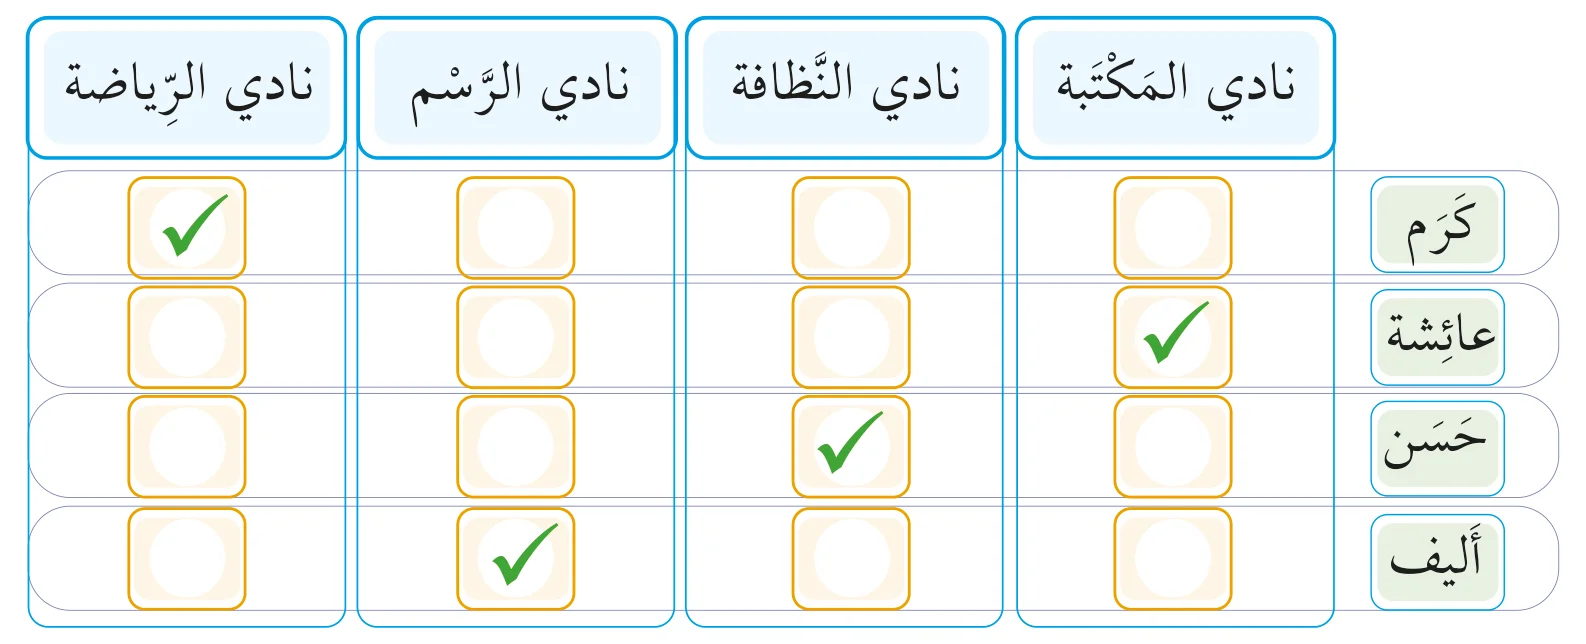 نادي المَكْتَبة
نادي النَّظافة
نادي الرَّسْم
نادي الرِّياضة
كَرَم
عائِشة
حَسَن
أَليف